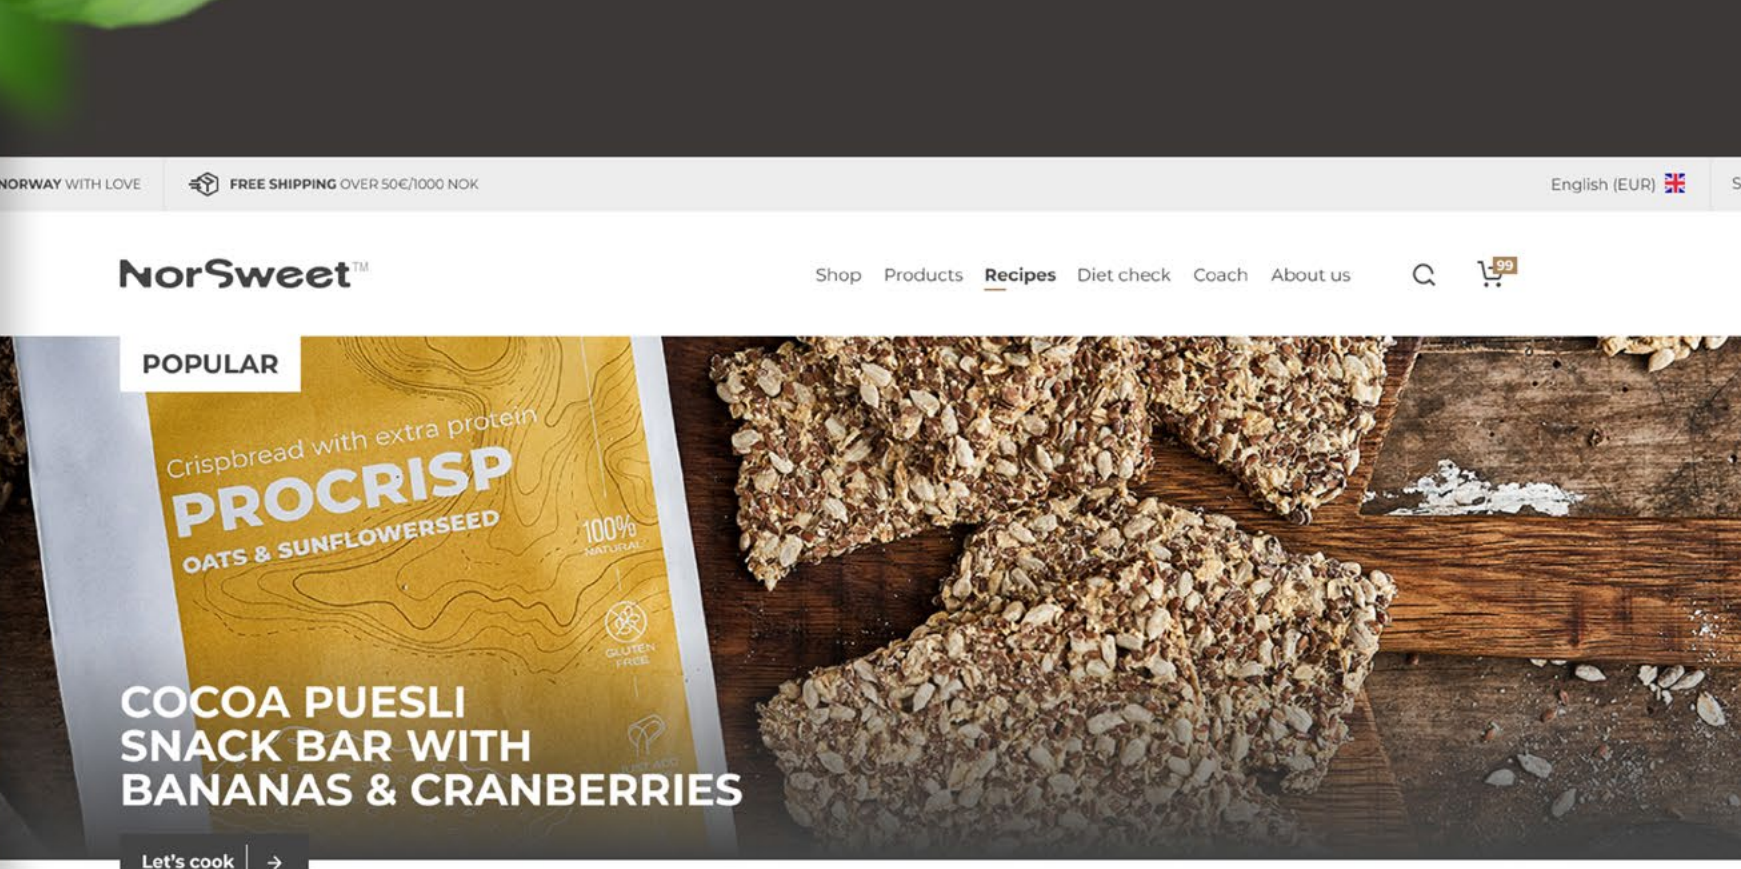 NORWAY WITH LOVE
FREE SHIPPING OVER 50€/1000 NOK
English (EUR)
NorSweet™
Shop Products Recipes Diet check Coach About us
99
POPULAR
Crispbread with extra protein
PROCRISP
OATS & SUNFLOWERSEED
100%
NATURAL
GLUTEN
FREE
JUST ADD
COCOA PUESLI
SNACK BAR WITH
BANANAS & CRANBERRIES
Let's cook